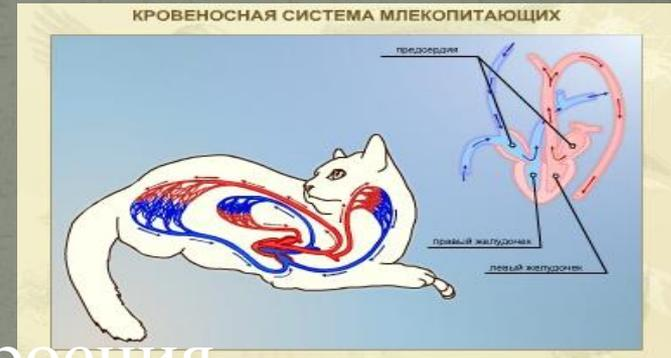 КРОВЕНОСНАЯ СИСТЕМА МЛЕКОПИТАЮЩИХ
предсердия
правый желудочек
левый желудочек